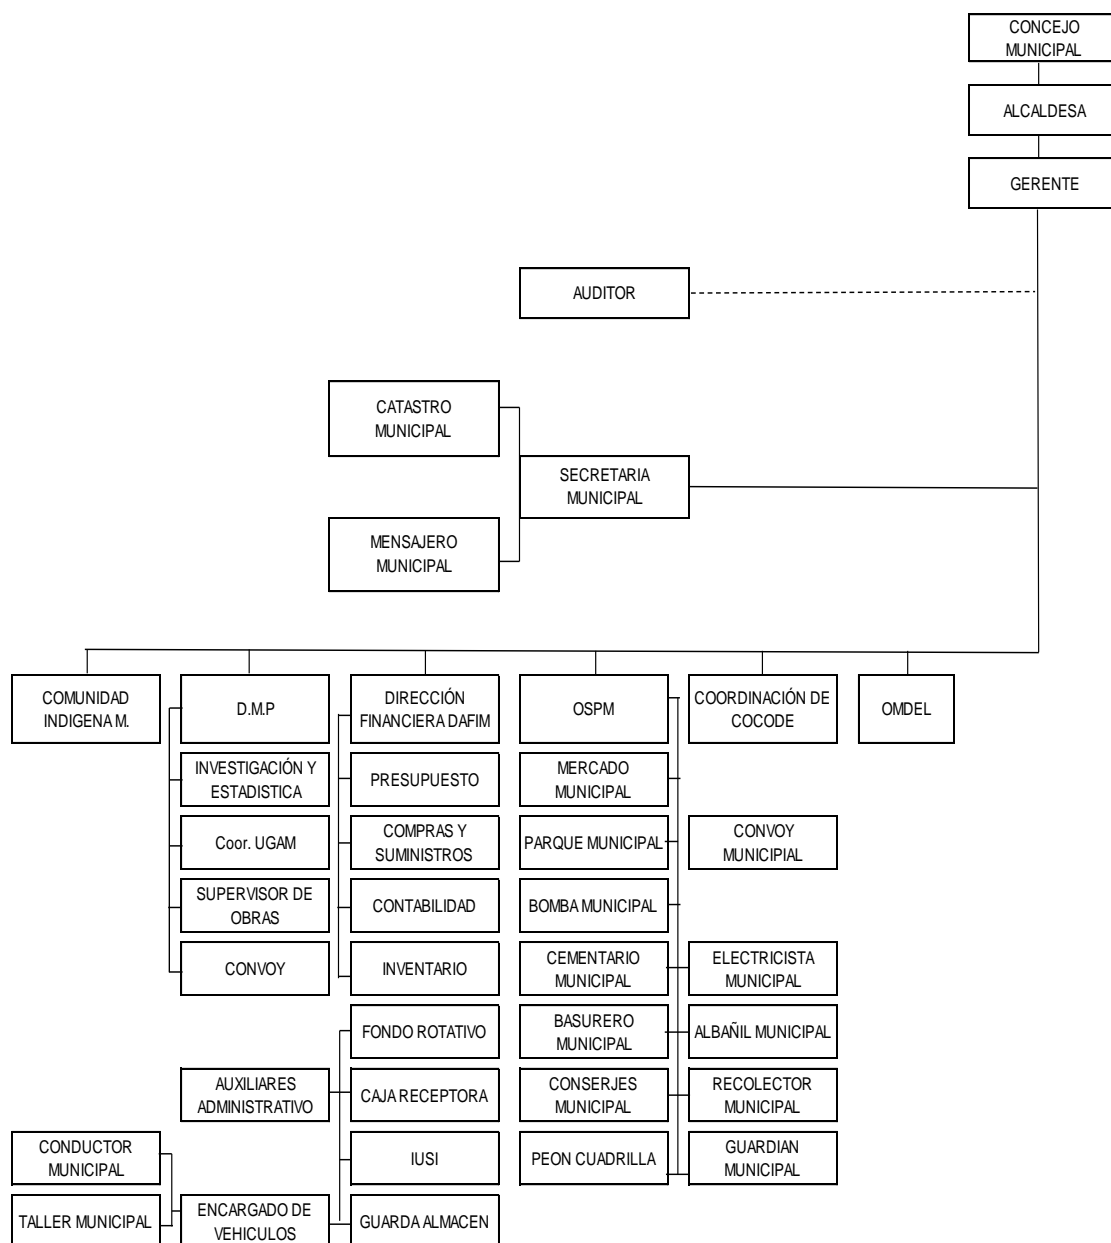 CONCEJO
MUNICIPAL
ALCALDESA
GERENTE
AUDITOR
CATASTRO
MUNICIPAL
SECRETARIA
MUNICIPAL
MENSAJERO
MUNICIPAL
COMUNIDAD
INDIGENA M.
D.M.P
DIRECCIÓN
FINANCIERA DAFIM
OSPM
COORDINACIÓN DE
COCODE
OMDEL
INVESTIGACIÓN Y
ESTADISTICA
PRESUPUESTO
MERCADO
MUNICIPAL
Coor. UGAM
COMPRAS Y
SUMINISTROS
PARQUE MUNICIPAL
CONVOY
MUNICIPIAL
SUPERVISOR DE
OBRAS
CONTABILIDAD
BOMBA MUNICIPAL
CONVOY
INVENTARIO
CEMENTARIO
MUNICIPAL
ELECTRICISTA
MUNICIPAL
FONDO ROTATIVO
BASURERO
MUNICIPAL
ALBAÑIL MUNICIPAL
AUXILIARES
ADMINISTRATIVO
CAJA RECEPTORA
CONSERJES
MUNICIPAL
RECOLECTOR
MUNICIPAL
CONDUCTOR
MUNICIPAL
IUSI
PEON CUADRILLA
GUARDIAN
MUNICIPAL
TALLER MUNICIPAL
ENCARGADO DE
VEHICULOS
GUARDA ALMACEN